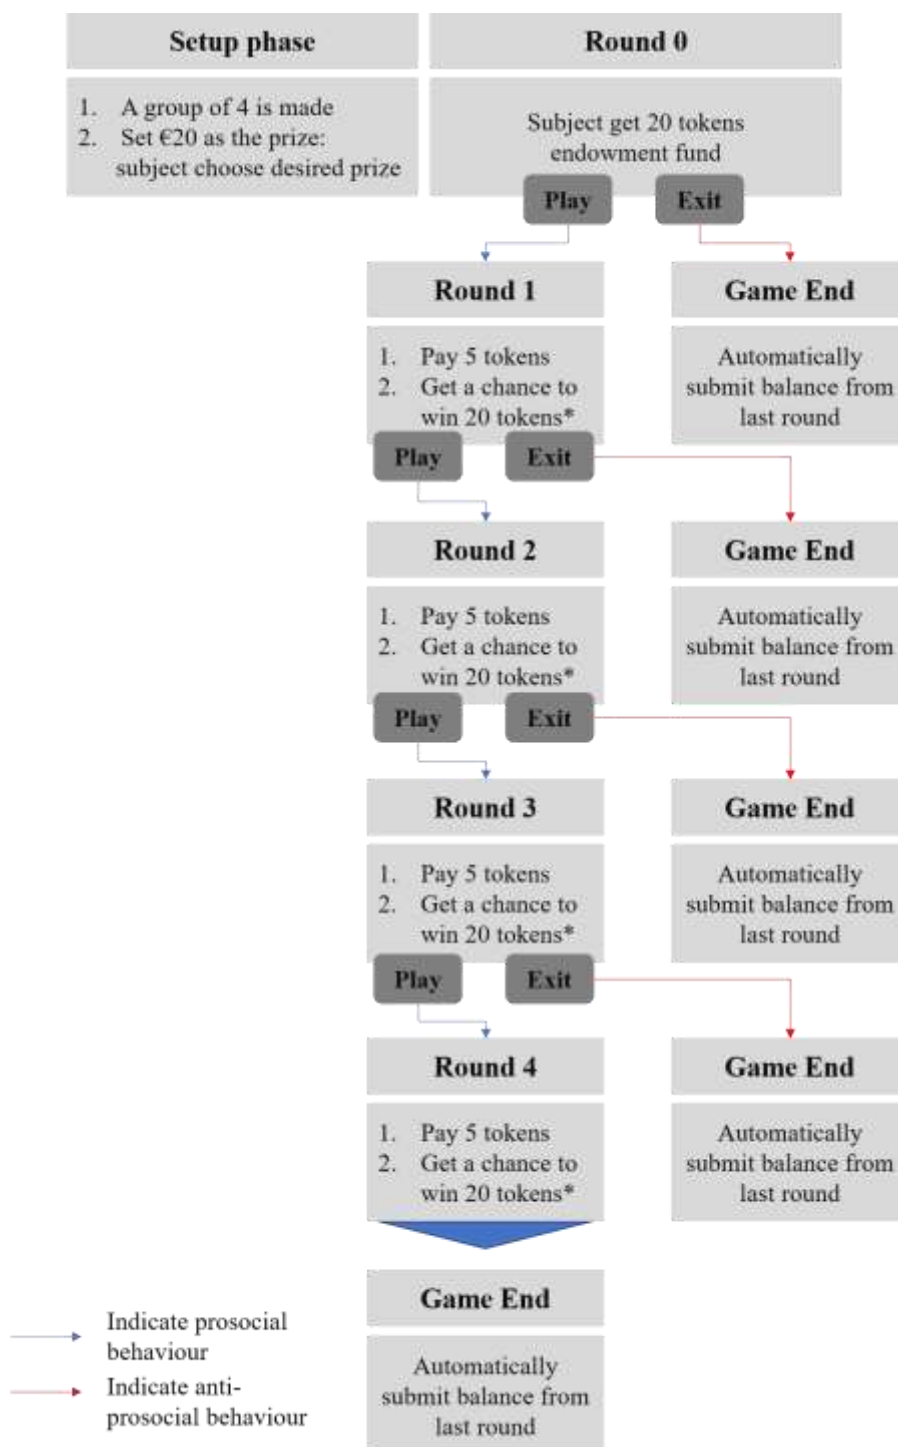 Setup phase
1. A group of 4 is made
2. Set €20 as the prize:
subject choose desired prize
Round 0
Subject get 20 tokens
endowment fund
Play
Exit
Round 1
1. Pay 5 tokens
2. Get a chance to
win 20 tokens*
Play
Exit
Game End
Automatically
submit balance from
last round
Round 2
1. Pay 5 tokens
2. Get a chance to
win 20 tokens*
Play
Exit
Game End
Automatically
submit balance from
last round
Round 3
1. Pay 5 tokens
2. Get a chance to
win 20 tokens*
Play
Exit
Game End
Automatically
submit balance from
last round
Round 4
1. Pay 5 tokens
2. Get a chance to
win 20 tokens*
Game End
Automatically
submit balance from
last round
Game End
Automatically
submit balance from
last round
Indicate prosocial
behaviour
Indicate anti-
prosocial behaviour